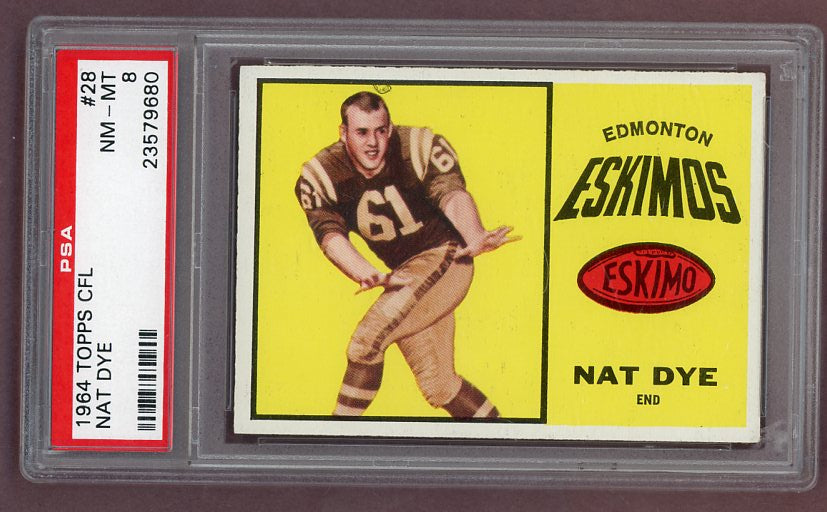 1964 TOPPS CFL
NAT DYE
PSA
#28
NM - MT
8
23579680
61
61
61
EDMONTON
ESKIMOS
ESKIMO
NAT DYE
END